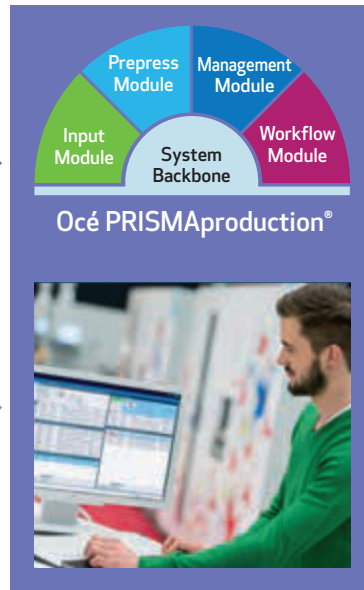 Prepress
Module
Management
Module
Input
Module
System
Backbone
Workflow
Module
Océ PRISMAproduction®